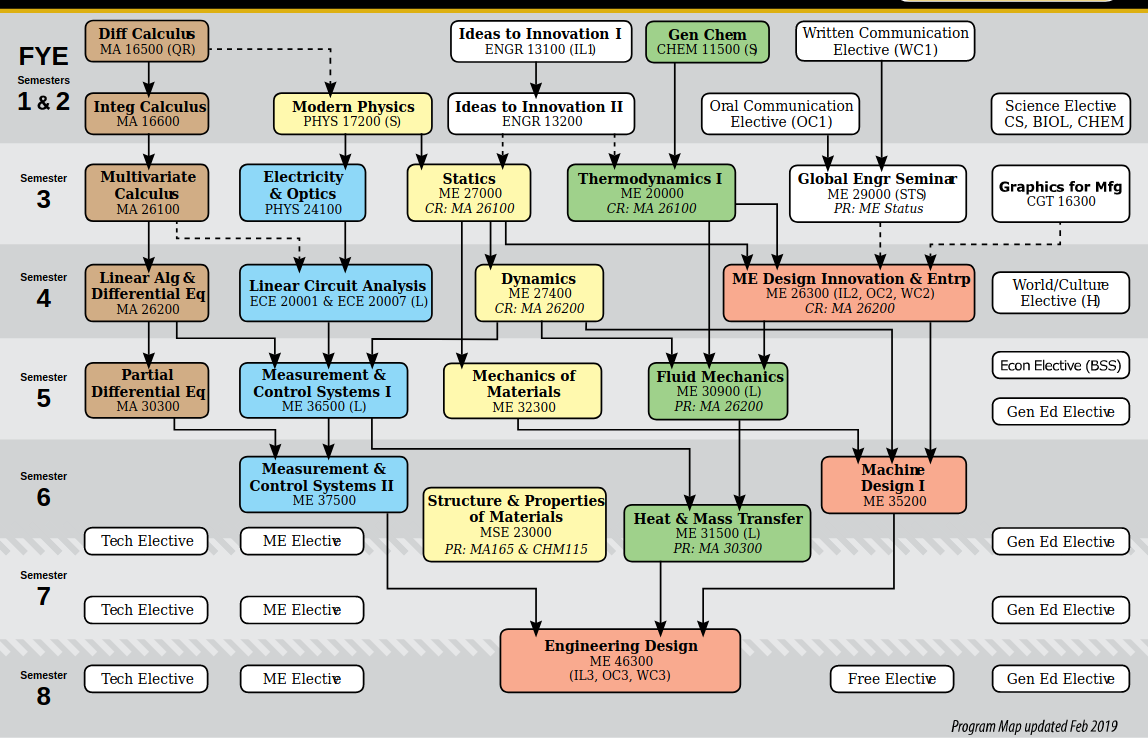 FYE
Semesters
1 & 2
Diff Calculus
MA 16500 (QR)
Ideas to Innovation I
ENGR 13100 (IL1)
Gen Chem
CHEM 11500 (S)
Written Communication
Elective (WC1)
Integ Calculus
MA 16600
Modern Physics
PHYS 17200 (S)
Ideas to Innovation II
ENGR 13200
Oral Communication
Elective (OC1)
Science Elective
CS, BIOL, CHEM
Semester
3
Multivariate
Calculus
MA 26100
Electricity
& Optics
PHYS 24100
Statics
ME 27000
CR: MA 26100
Thermodynamics I
ME 20000
CR: MA 26100
Global Engr Seminar
ME 29000 (STS)
PR: ME Status
Graphics for Mfg
CGT 16300
Semester
4
Linear Alg &
Differential Eq
MA 26200
Linear Circuit Analysis
ECE 20001 & ECE 20007 (L)
Dynamics
ME 27400
CR: MA 26200
ME Design Innovation & Entrp
ME 26300 (IL2, OC2, WC2)
CR: MA 26200
World/Culture
Elective (H)
Semester
5
Partial
Differential Eq
MA 30300
Measurement &
Control Systems I
ME 36500 (L)
Mechanics of
Materials
ME 32300
Fluid Mechanics
ME 30900 (L)
PR: MA 26200
Econ Elective (BSS)
Gen Ed Elective
Semester
6
Measurement &
Control Systems II
ME 37500
Structure & Properties
of Materials
MSE 23000
PR: MA165 & CHM115
Heat & Mass Transfer
ME 31500 (L)
PR: MA 30300
Machine
Design I
ME 35200
Tech Elective
ME Elective
Gen Ed Elective
Semester
7
Tech Elective
ME Elective
Gen Ed Elective
Semester
8
Tech Elective
ME Elective
Engineering Design
ME 46300
(IL3, OC3, WC3)
Free Elective
Gen Ed Elective
Program Map updated Feb 2019